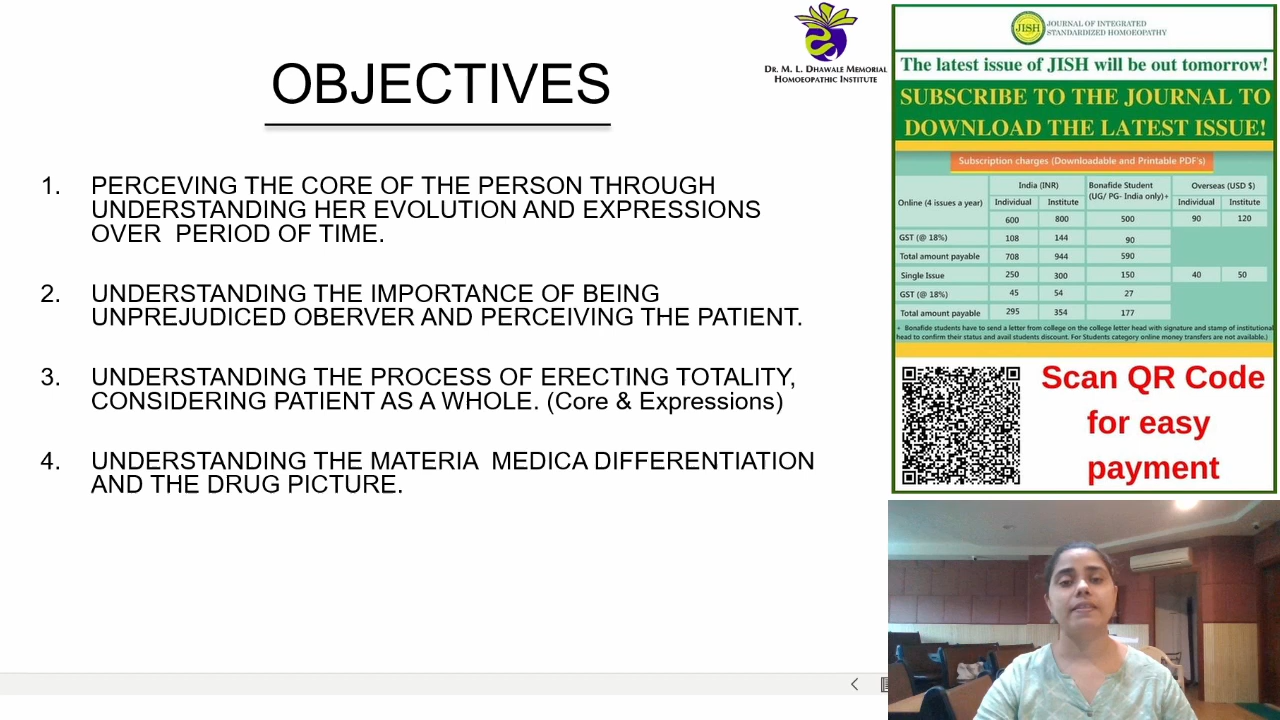 OBJECTIVES
1. PERCEVING THE CORE OF THE PERSON THROUGH
UNDERSTANDING HER EVOLUTION AND EXPRESSIONS
OVER PERIOD OF TIME.
2. UNDERSTANDING THE IMPORTANCE OF BEING
UNPREJUDICED OBERVER AND PERCEIVING THE PATIENT.
3. UNDERSTANDING THE PROCESS OF ERECTING TOTALITY,
CONSIDERING PATIENT AS A WHOLE. (Core & Expressions)
4. UNDERSTANDING THE MATERIA MEDICA DIFFERENTIATION
AND THE DRUG PICTURE.
DR. M. L. DHAWALE MEMORIAL
HOMOEOPATHIC INSTITUTE
JISH
JOURNAL OF INTEGRATED
STANDARDIZED HOMOEOPATHY
The latest issue of JISH will be out tomorrow!
SUBSCRIBE TO THE JOURNAL TO
DOWNLOAD THE LATEST ISSUE!
Subscription charges (Downloadable and Printable PDF's)
Online (4 issues a year) India (INR) Bonafide Student Overseas (USD $)
(UG/ PG- India only)+
Individual Institute Individual Institute
600 800 500 90 120
GST (@ 18%) 108 144 90
Total amount payable 708 944 590
Single Issue 250 300 150 40 50
GST (@ 18%) 45 54 27
Total amount payable 295 354 177
+ Bonafide students have to send a letter from college on the college letter head with signature and stamp of institutional
head to confirm their status and avail students discount. For Students category online money transfers are not available.)
Scan QR Code
for easy
payment